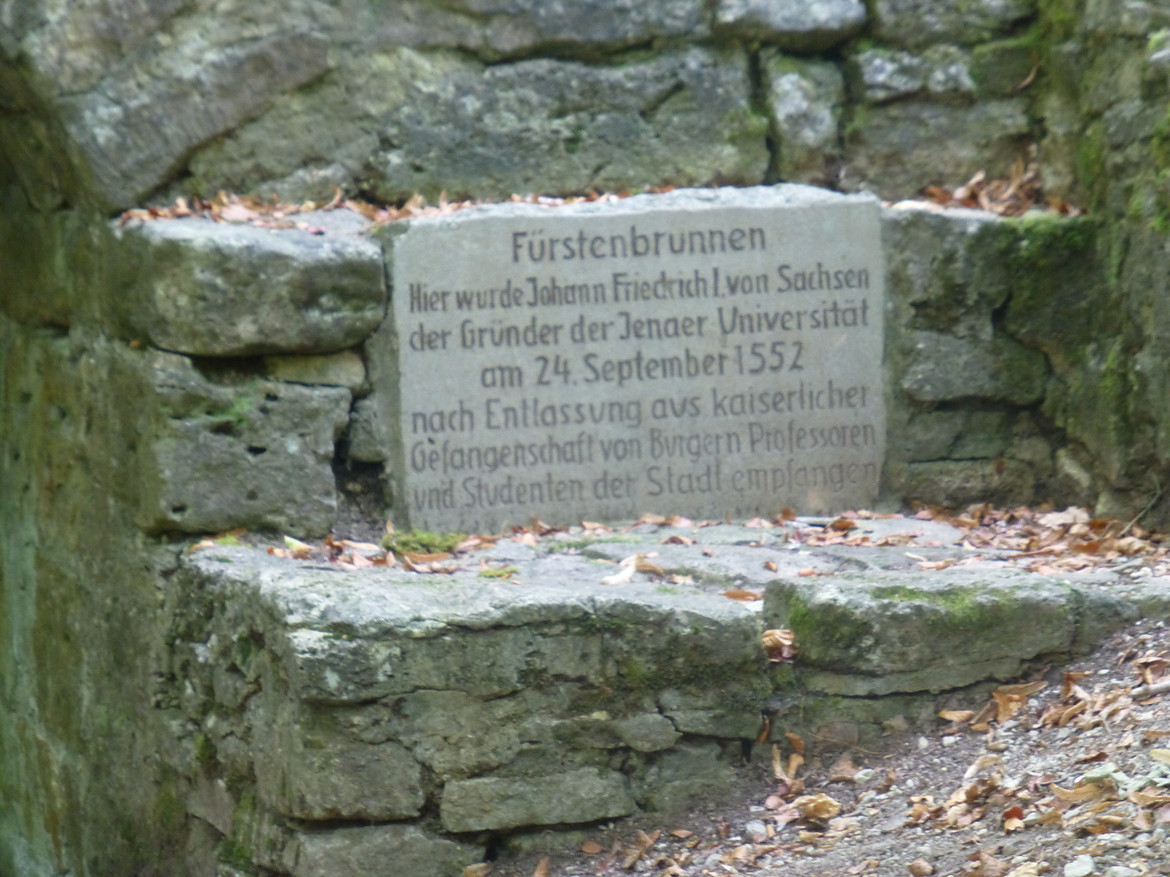 Fürstenbrunnen
Hier wurde Johann Friedrich I. von Sachsen
der Gründer der Jenaer Universität
am 24. September 1552
nach Entlassung aus kaiserlicher
Gefangenschaft von Bürgern Professoren
und Studenten der Stadt empfangen